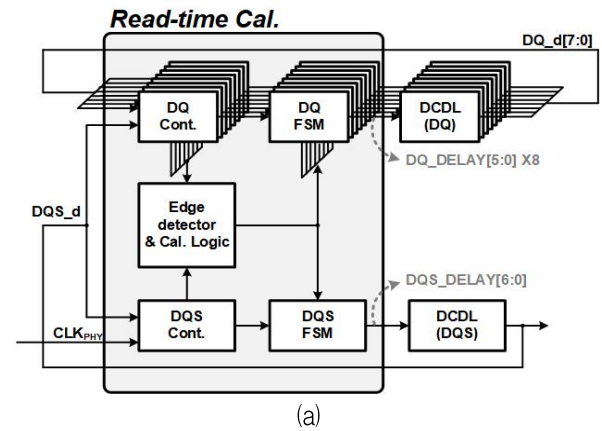 Read-time Cal.
DQ_d[7:0]
DQ
Cont.
DQ
FSM
DCDL
(DQ)
DQ_DELAY[5:0] X8
DQS_d
Edge
detector
& Cal. Logic
DQS_DELAY[6:0]
DQS
Cont.
DQS
FSM
DCDL
(DQS)
CLKPHY
(a)